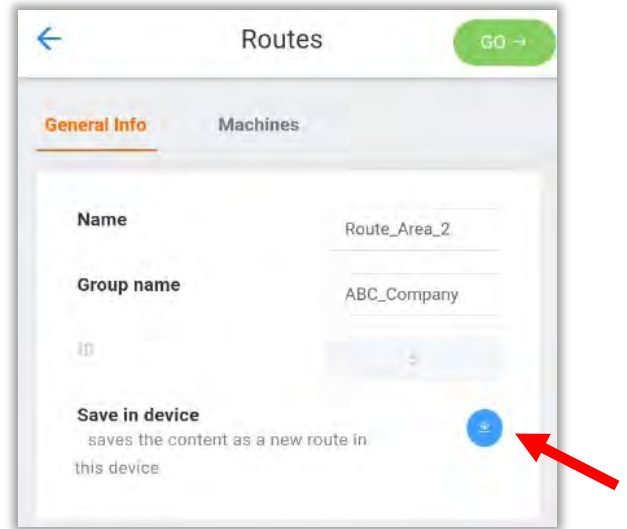 Routes
GO →
General Info
Machines
Name
Route_Area_2
Group name
ABC_Company
ID
Save in device
saves the content as a new route in
this device